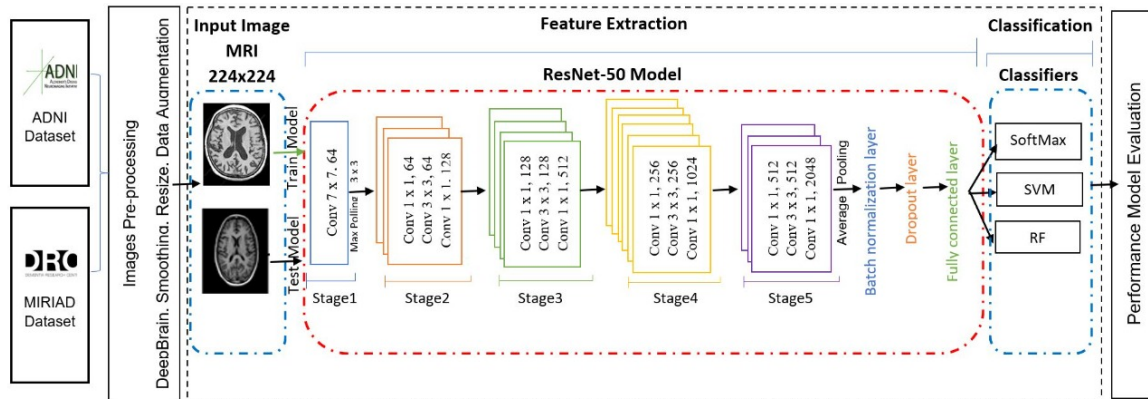 ADNI
ADNI
Dataset
DRC
MIRIAD
Dataset
Images Pre-processing
DeepBrain. Smoothing. Resize. Data Augmentation
Input Image
MRI
224x224
Train Model
Test Model
Feature Extraction
ResNet-50 Model
Conv 7 x 7, 64
Max Polling 3 x 3
Stage1
Conv 1 x 1, 64
Conv 3 x 3, 64
Conv 1 x 1, 128
Stage2
Conv 1 x 1, 128
Conv 3 x 3, 128
Conv 1 x 1, 512
Stage3
Conv 1 x 1, 256
Conv 3 x 3, 256
Conv 1 x 1, 1024
Stage4
Conv 1 x 1, 512
Conv 3 x 3, 512
Conv 1 x 1, 2048
Stage5
Average Pooling
Batch normalization layer
Dropout layer
Fully connected layer
Classification
Classifiers
SoftMax
SVM
RF
Performance Model Evaluation